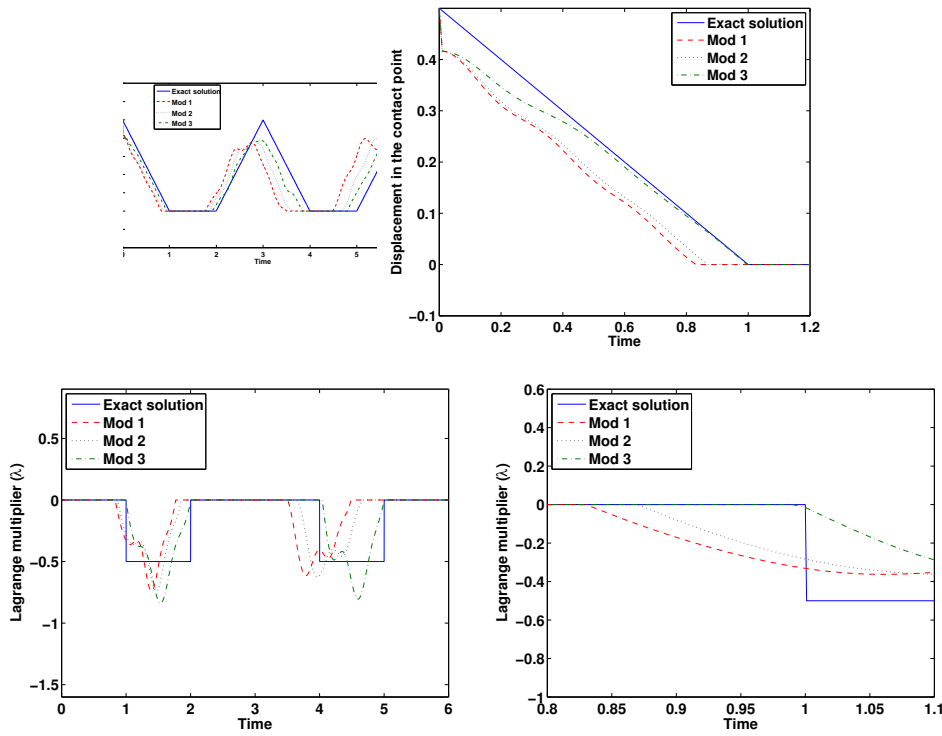 Exact solution
Mod 1
Mod 2
Mod 3
0 1 2 3 4 5
Time
Displacement in the contact point
0.4
0.3
0.2
0.1
0
−0.1
Exact solution
Mod 1
Mod 2
Mod 3
0 0.2 0.4 0.6 0.8 1 1.2
Time
Lagrange multiplier (λ)
0.5
0
−0.5
−1
−1.5
Exact solution
Mod 1
Mod 2
Mod 3
0 1 2 3 4 5 6
Time
Lagrange multiplier (λ)
0.6
0.4
0.2
0
−0.2
−0.4
−0.6
−0.8
−1
Exact solution
Mod 1
Mod 2
Mod 3
0.8 0.85 0.9 0.95 1 1.05 1.1
Time